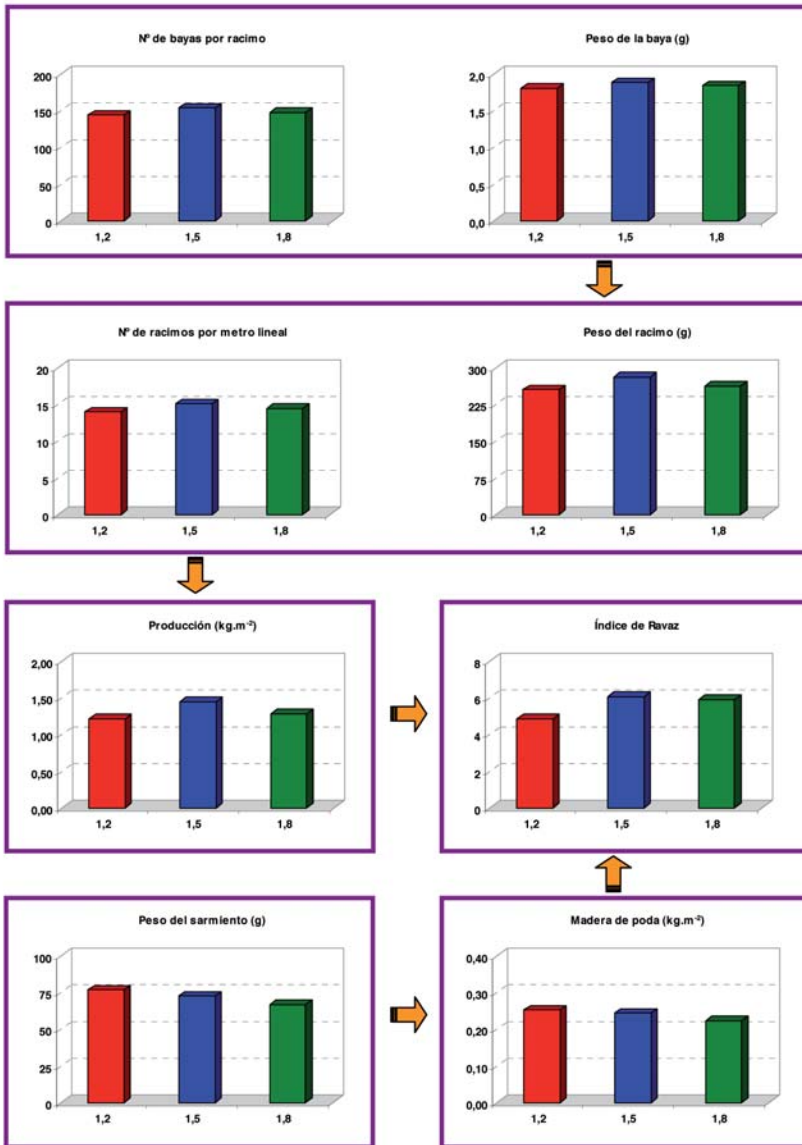 Nº de bayas por racimo
200
150
100
50
0
1,2 1,5 1,8
Peso de la baya (g)
2,0
1,5
1,0
0,5
0,0
1,2 1,5 1,8
Nº de racimos por metro lineal
20
15
10
5
0
1,2 1,5 1,8
Peso del racimo (g)
300
225
150
75
0
1,2 1,5 1,8
Producción (kg.m⁻²)
2,00
1,50
1,00
0,50
0,00
1,2 1,5 1,8
Índice de Ravaz
8
6
4
2
0
1,2 1,5 1,8
Peso del sarmiento (g)
100
75
50
25
0
1,2 1,5 1,8
Madera de poda (kg.m⁻²)
0,40
0,30
0,20
0,10
0,00
1,2 1,5 1,8